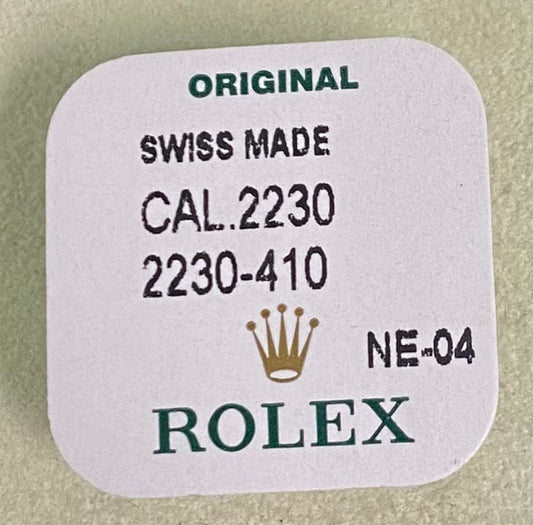 ORIGINAL
SWISS MADE
CAL.2230
2230-410
NE-04
ROLEX